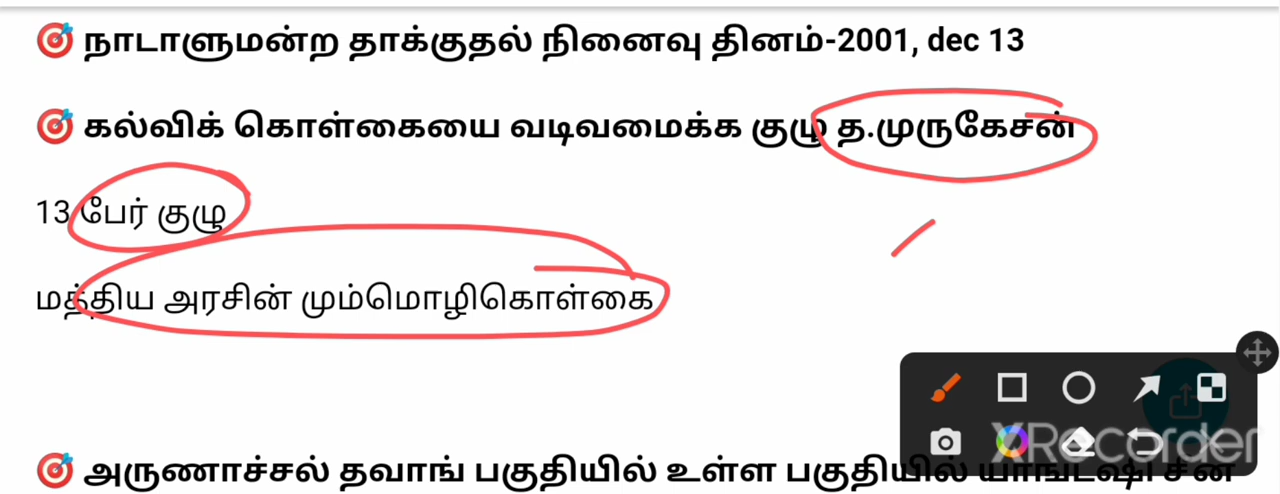 நாடாளுமன்ற தாக்குதல் நினைவு தினம்-2001, dec 13
கல்விக் கொள்கையை வடிவமைக்க குழு த.முருகேசன்
13 பேர் குழு
மத்திய அரசின் மும்மொழிகொள்கை
XRecorder
அருணாச்சல் தவாங் பகுதியில் உள்ள பகுதியில்